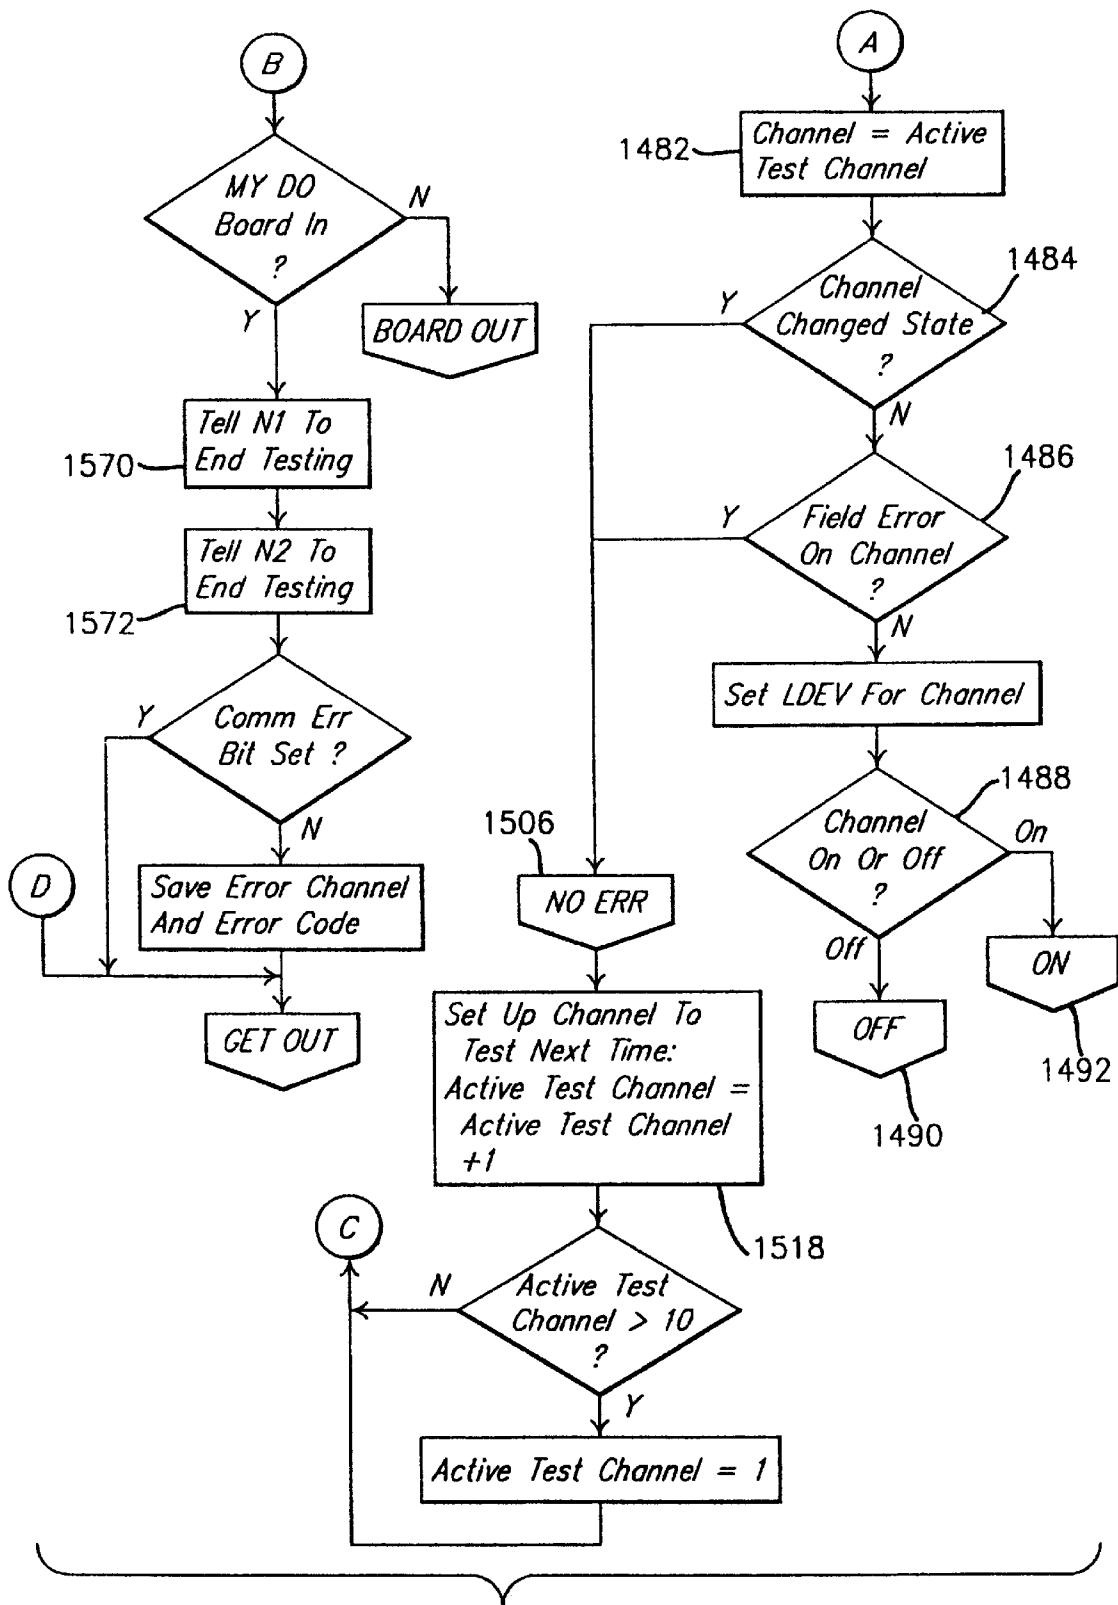 B
MY DO
Board In
?
N
Y
BOARD OUT
Tell N1 To
End Testing
1570
Tell N2 To
End Testing
1572
Comm Err
Bit Set ?
Y
N
Save Error Channel
And Error Code
D
GET OUT
A
Channel = Active
Test Channel
1482
Channel
Changed State
?
1484
Y
N
Field Error
On Channel
?
1486
Y
N
Set LDEV For Channel
Channel
On Or Off
?
1488
On
Off
ON
1492
OFF
1490
1506
NO ERR
Set Up Channel To
Test Next Time:
Active Test Channel =
Active Test Channel
+1
1518
C
Active Test
Channel > 10
?
N
Y
Active Test Channel = 1